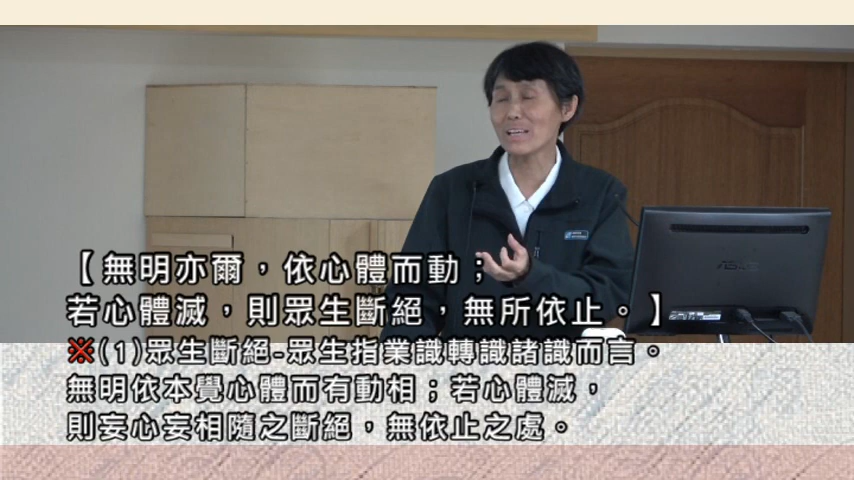 【無明亦爾，依心體而動；
若心體滅，則眾生斷絕，無所依止。】
※(1)眾生斷絕-眾生指業識轉識諸識而言。
無明依本覺心體而有動相；若心體滅，
則妄心妄相隨之斷絕，無依止之處。
ASUS